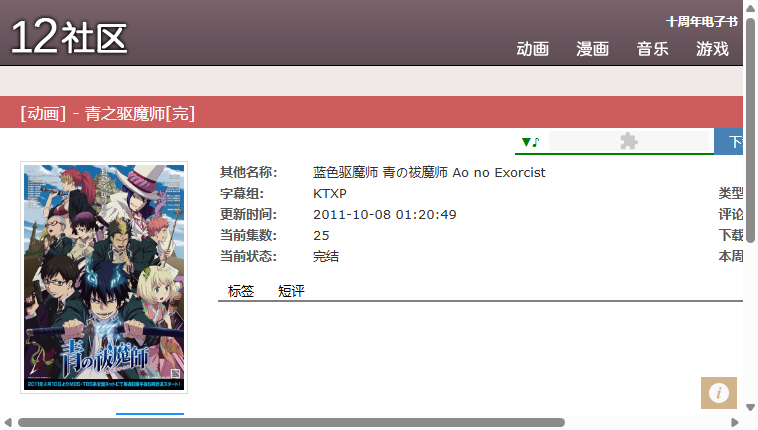 12社区
十周年电子书
动画 漫画 音乐 游戏
[动画] - 青之驱魔师[完]
▼♪
下
其他名称: 蓝色驱魔师 青の祓魔师 Ao no Exorcist
字幕组: KTXP 类型
更新时间: 2011-10-08 01:20:49 评论
当前集数: 25 下载
当前状态: 完结 本周
标签 短评
青の祓魔師